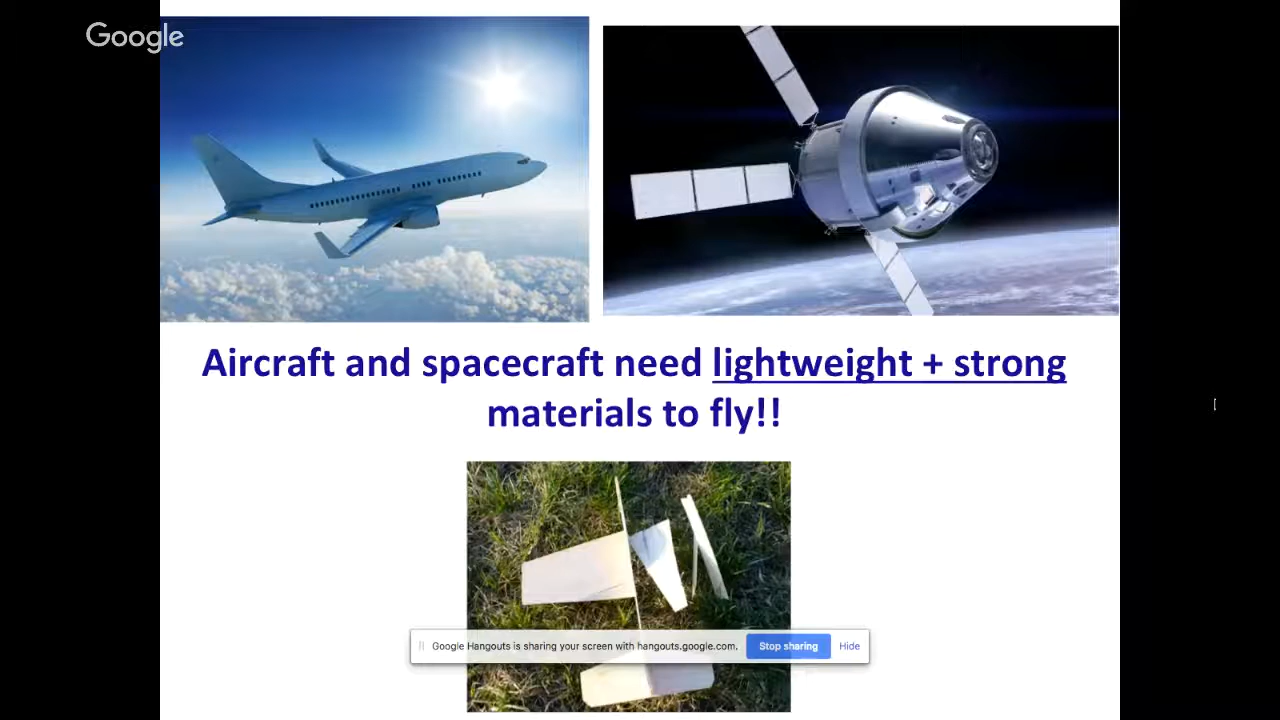 Google
Aircraft and spacecraft need lightweight + strong
materials to fly!!
Google Hangouts is sharing your screen with hangouts.google.com. Stop sharing Hide